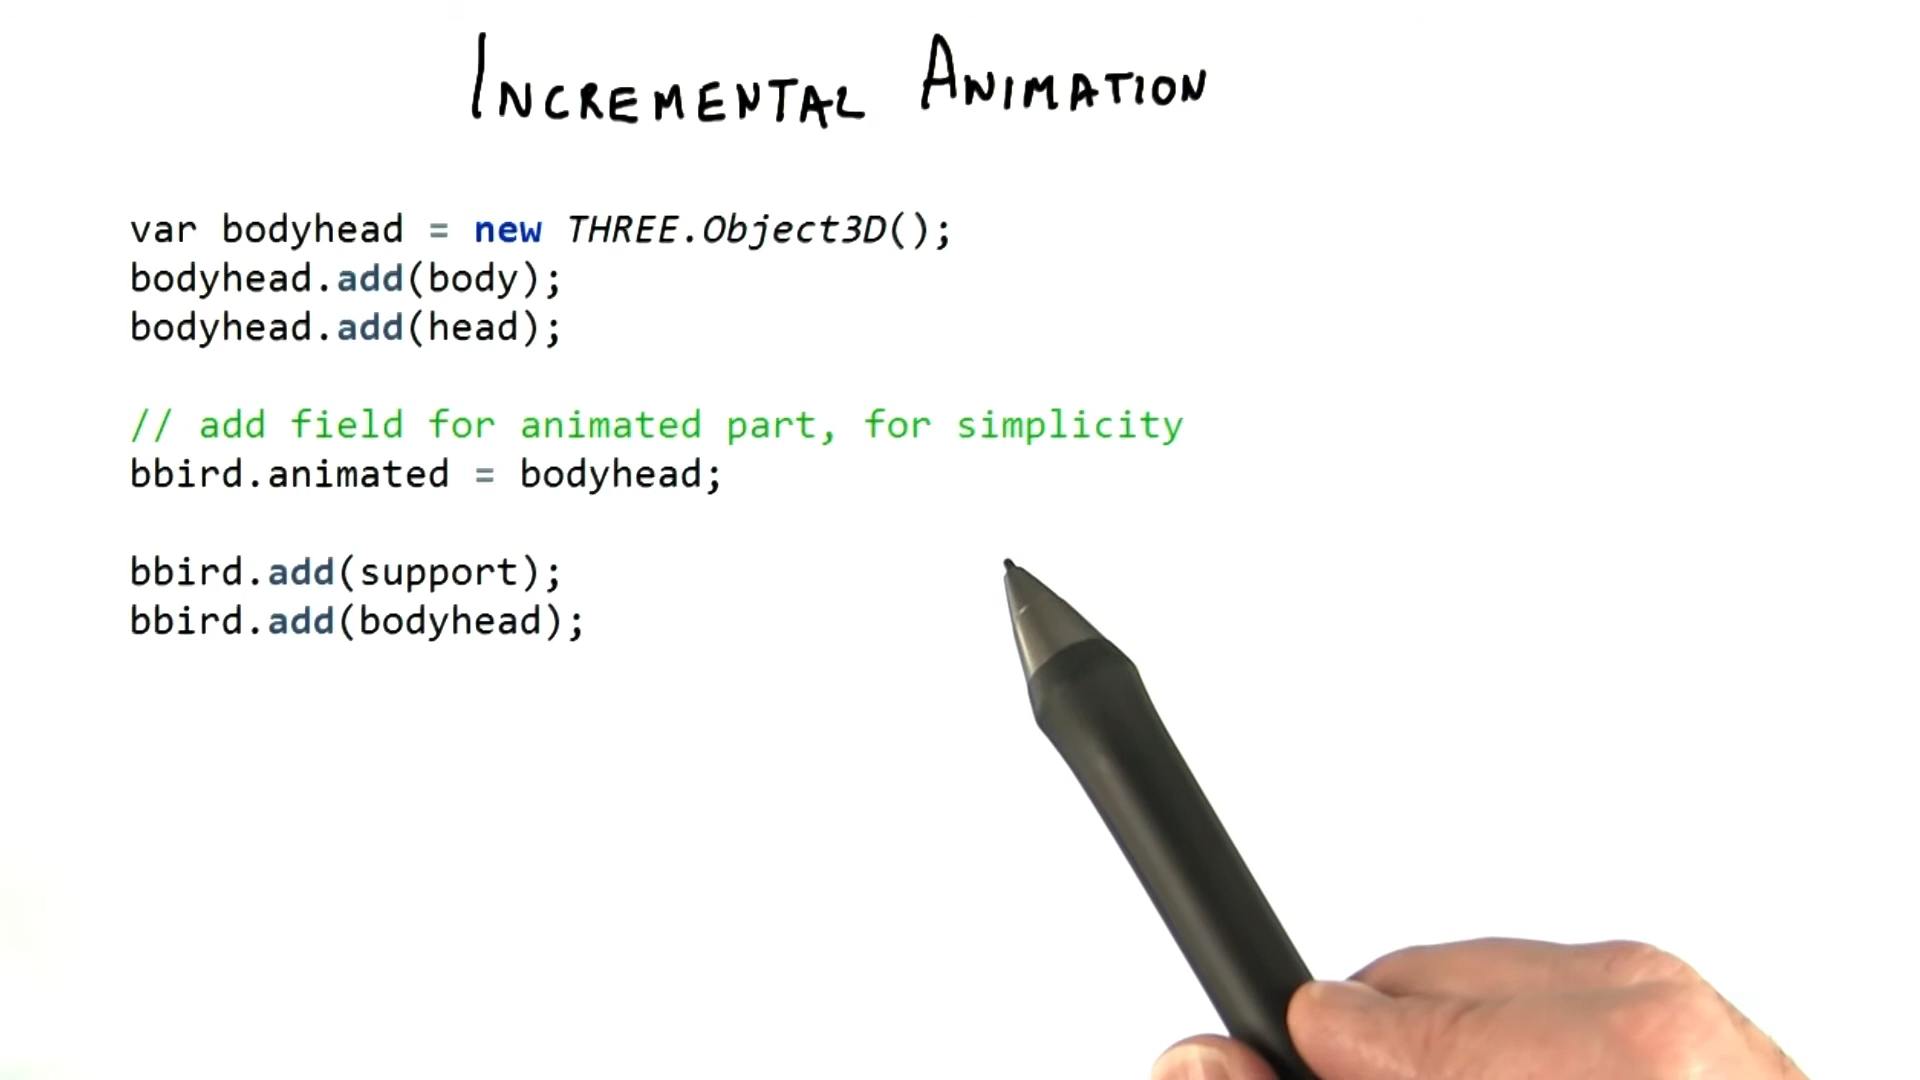 INCREMENTAL ANIMATION
var bodyhead = new THREE.Object3D();
bodyhead.add(body);
bodyhead.add(head);
// add field for animated part, for simplicity
bbird.animated = bodyhead;
bbird.add(support);
bbird.add(bodyhead);